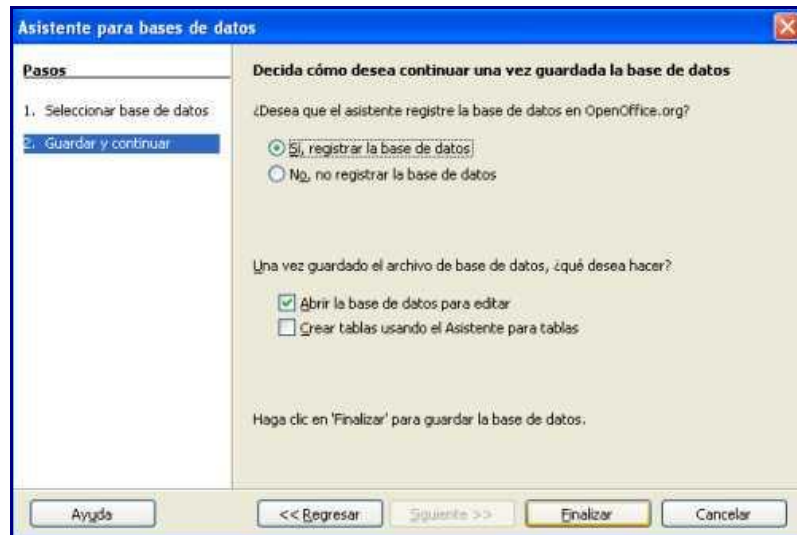 Asistente para bases de datos
Pasos
1. Seleccionar base de datos
2. Guardar y continuar
Decida cómo desea continuar una vez guardada la base de datos
¿Desea que el asistente registre la base de datos en OpenOffice.org?
Sí, registrar la base de datos
No, no registrar la base de datos
Una vez guardado el archivo de base de datos, ¿qué desea hacer?
Abrir la base de datos para editar
Crear tablas usando el Asistente para tablas
Haga clic en 'Finalizar' para guardar la base de datos.
Ayuda
<< Regresar
Siguiente >>
Finalizar
Cancelar